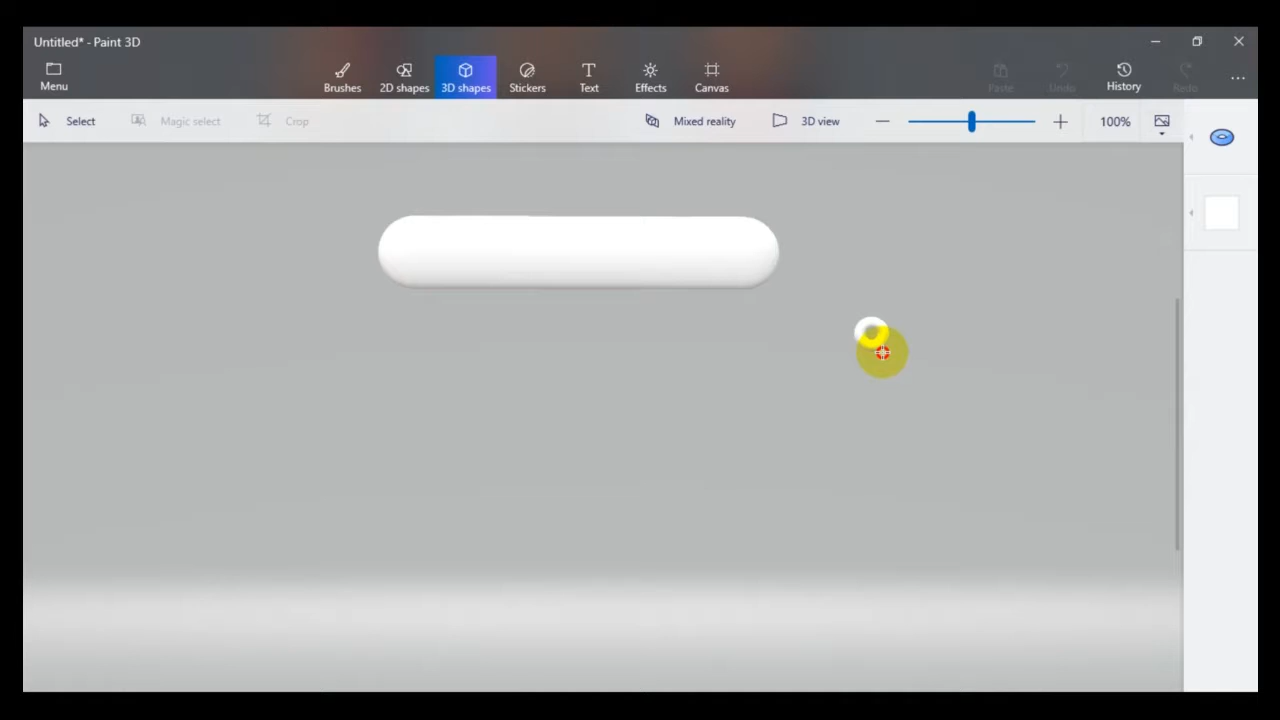 Untitled* - Paint 3D
Menu
Brushes
2D shapes
3D shapes
Stickers
Text
Effects
Canvas
Paste
Undo
History
Redo
Select
Magic select
Crop
Mixed reality
3D view
100%